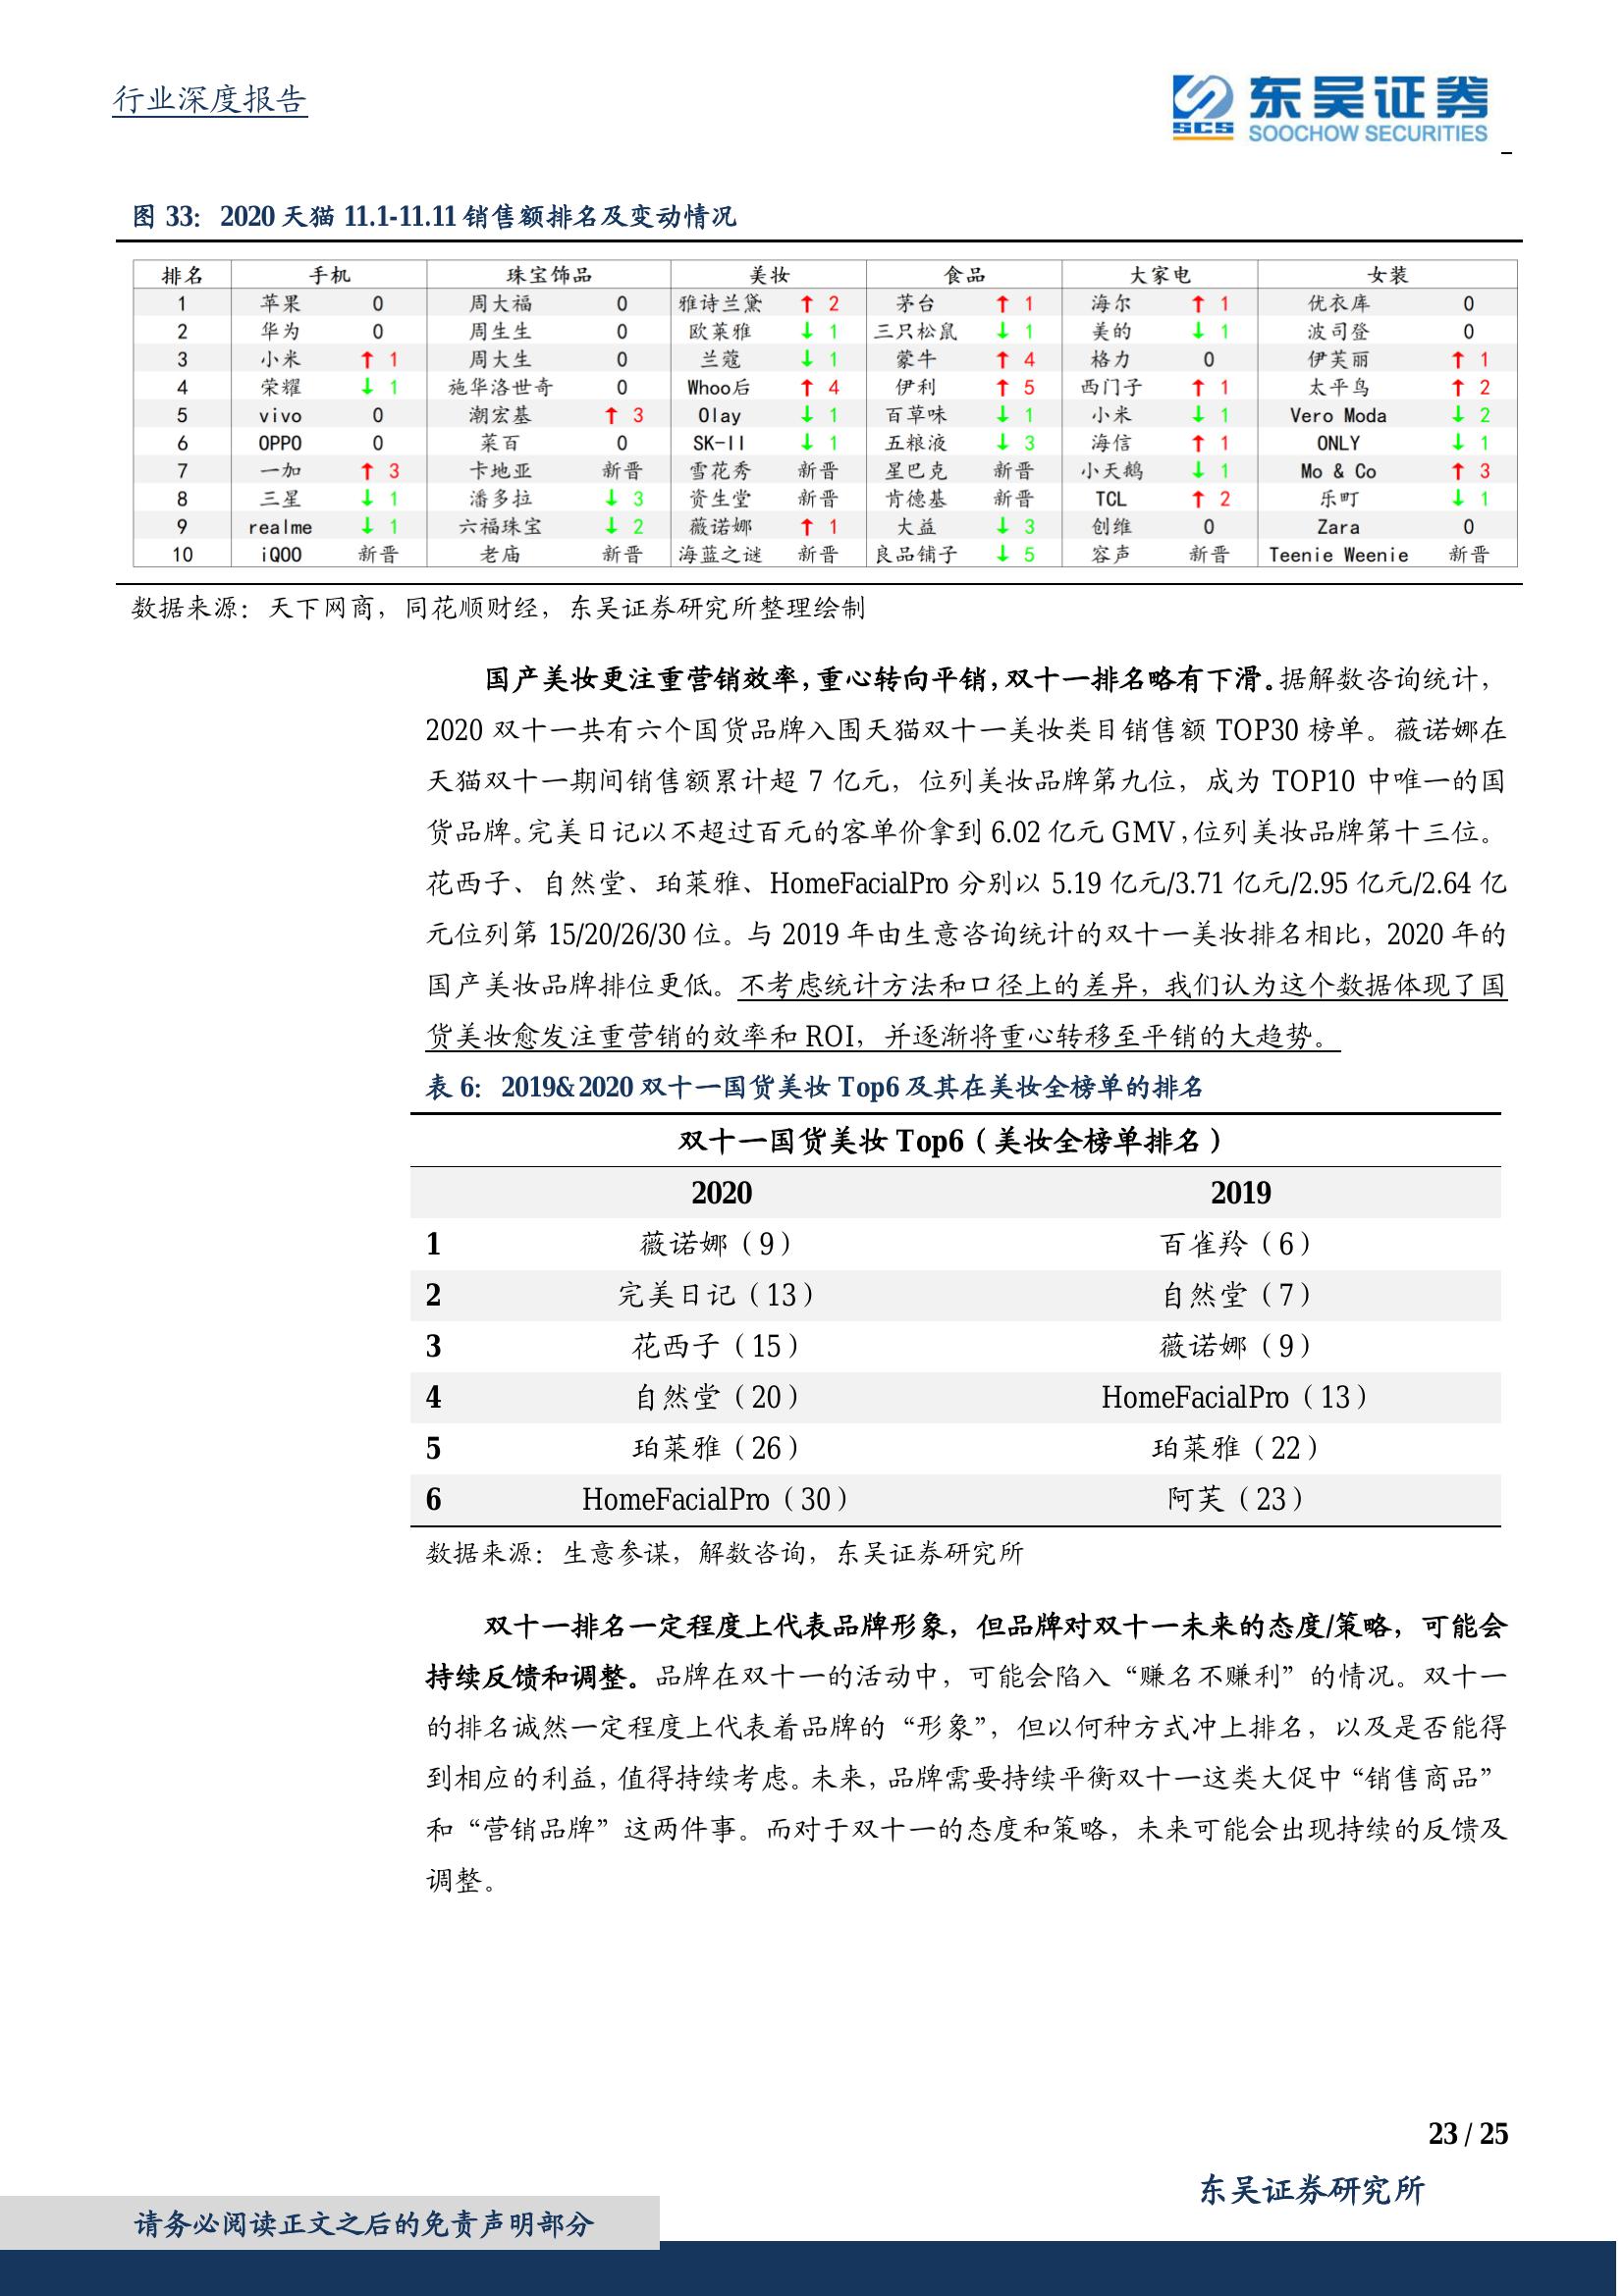 行业深度报告
东吴证券
SCS
SOOCHOW SECURITIES
图 33： 2020 天猫 11.1-11.11 销售额排名及变动情况
排名 手机 珠宝饰品 美妆 食品 大家电 女装
1 苹果 0 周大福 0 雅诗兰黛 ↑ 2 茅台 ↑ 1 海尔 ↑ 1 优衣库 0
2 华为 0 周生生 0 欧莱雅 ↓ 1 三只松鼠 ↓ 1 美的 ↓ 1 波司登 0
3 小米 ↑ 1 周大生 0 兰蔻 ↓ 1 蒙牛 ↑ 4 格力 0 伊芙丽 ↑ 1
4 荣耀 ↓ 1 施华洛世奇 0 Whoo后 ↑ 4 伊利 ↑ 5 西门子 ↑ 1 太平鸟 ↑ 2
5 vivo 0 潮宏基 ↑ 3 Olay ↓ 1 百草味 ↓ 1 小米 ↓ 1 Vero Moda ↓ 2
6 OPPO 0 菜百 0 SK-II ↓ 1 五粮液 ↓ 3 海信 ↑ 1 ONLY ↓ 1
7 一加 ↑ 3 卡地亚 新晋 雪花秀 新晋 星巴克 新晋 小天鹅 ↓ 1 Mo & Co ↑ 3
8 三星 ↓ 1 潘多拉 ↓ 3 资生堂 新晋 肯德基 新晋 TCL ↑ 2 乐町 ↓ 1
9 realme ↓ 1 六福珠宝 ↓ 2 薇诺娜 ↑ 1 大益 ↓ 3 创维 0 Zara 0
10 iQOO 新晋 老庙 新晋 海蓝之谜 新晋 良品铺子 ↓ 5 容声 新晋 Teenie Weenie 新晋
数据来源：天下网商，同花顺财经，东吴证券研究所整理绘制
国产美妆更注重营销效率，重心转向平销，双十一排名略有下滑。据解数咨询统计，
2020 双十一共有六个国货品牌入围天猫双十一美妆类目销售额 TOP30 榜单。薇诺娜在
天猫双十一期间销售额累计超 7 亿元，位列美妆品牌第九位，成为 TOP10 中唯一的国
货品牌。完美日记以不超过百元的客单价拿到 6.02 亿元 GMV，位列美妆品牌第十三位。
花西子、自然堂、珀莱雅、HomeFacialPro 分别以 5.19 亿元/3.71 亿元/2.95 亿元/2.64 亿
元位列第 15/20/26/30 位。与 2019 年由生意咨询统计的双十一美妆排名相比，2020 年的
国产美妆品牌排位更低。不考虑统计方法和口径上的差异，我们认为这个数据体现了国
货美妆愈发注重营销的效率和 ROI，并逐渐将重心转移至平销的大趋势。
表 6： 2019&2020 双十一国货美妆 Top6 及其在美妆全榜单的排名
双十一国货美妆 Top6（美妆全榜单排名）
2020 2019
1 薇诺娜（9） 百雀羚（6）
2 完美日记（13） 自然堂（7）
3 花西子（15） 薇诺娜（9）
4 自然堂（20） HomeFacialPro（13）
5 珀莱雅（26） 珀莱雅（22）
6 HomeFacialPro（30） 阿芙（23）
数据来源：生意参谋，解数咨询，东吴证券研究所
双十一排名一定程度上代表品牌形象，但品牌对双十一未来的态度/策略，可能会
持续反馈和调整。品牌在双十一的活动中，可能会陷入“赚名不赚利”的情况。双十一
的排名诚然一定程度上代表着品牌的“形象”，但以何种方式冲上排名，以及是否能得
到相应的利益，值得持续考虑。未来，品牌需要持续平衡双十一这类大促中“销售商品”
和“营销品牌”这两件事。而对于双十一的态度和策略，未来可能会出现持续的反馈及
调整。
23 / 25
东吴证券研究所
请务必阅读正文之后的免责声明部分